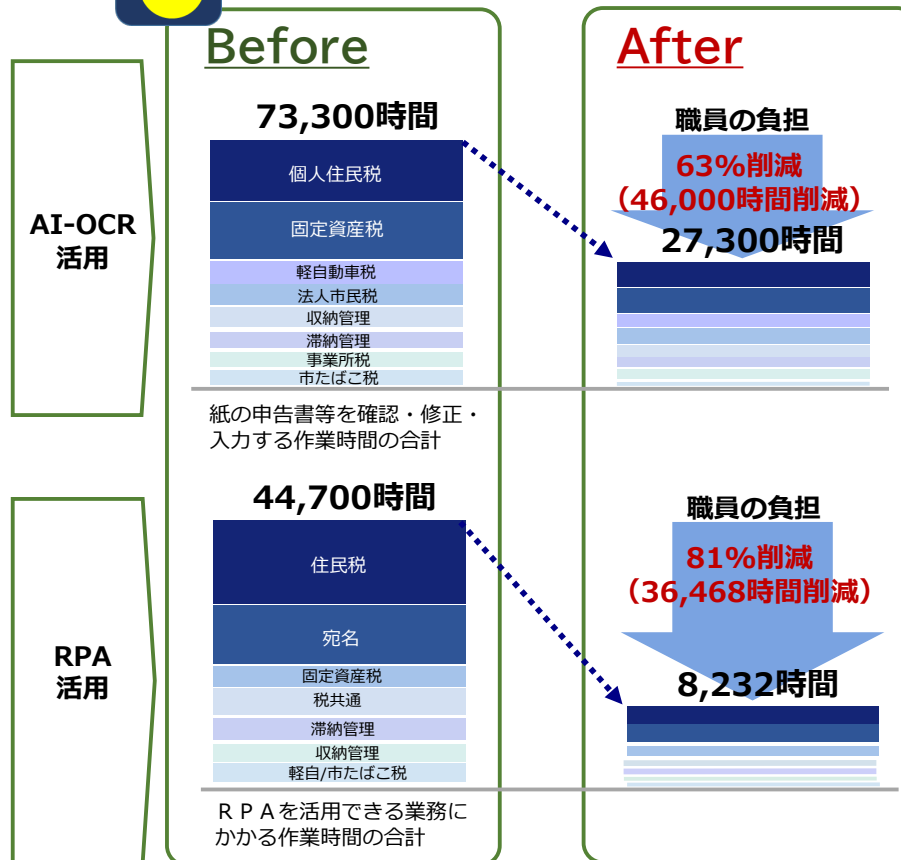 Before
After
AI-OCR
活用
73,300時間
個人住民税
固定資産税
軽自動車税
法人市民税
収納管理
滞納管理
事業所税
市たばこ税
紙の申告書等を確認・修正・
入力する作業時間の合計
職員の負担
63%削減
（46,000時間削減）
27,300時間
RPA
活用
44,700時間
住民税
宛名
固定資産税
税共通
滞納管理
収納管理
軽自/市たばこ税
ＲＰＡを活用できる業務に
かかる作業時間の合計
職員の負担
81%削減
（36,468時間削減）
8,232時間